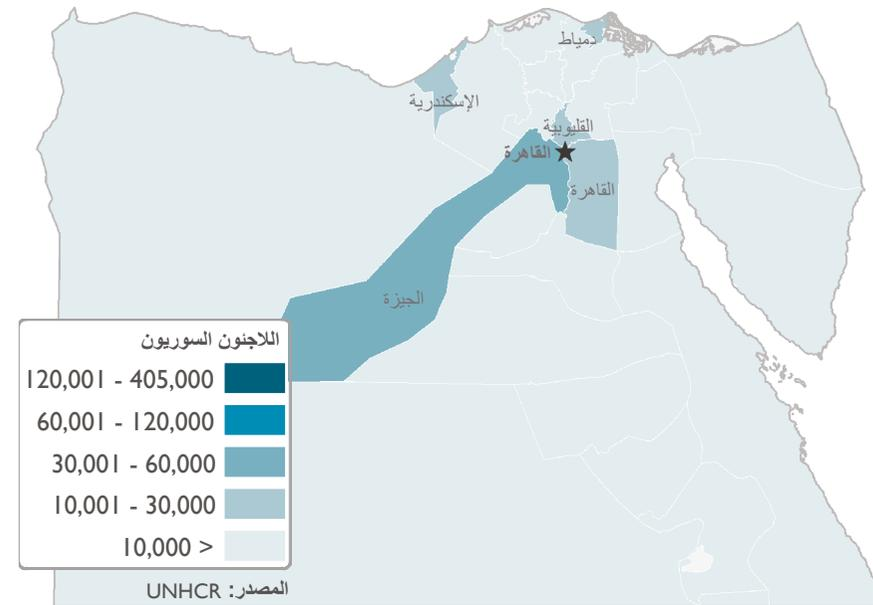 دمياط
الإسكندرية
القليوبية
القاهرة
القاهرة
الجيزة
اللاجئون السوريون
120,001 - 405,000
60,001 - 120,000
30,001 - 60,000
10,001 - 30,000
10,000 >
المصدر: UNHCR